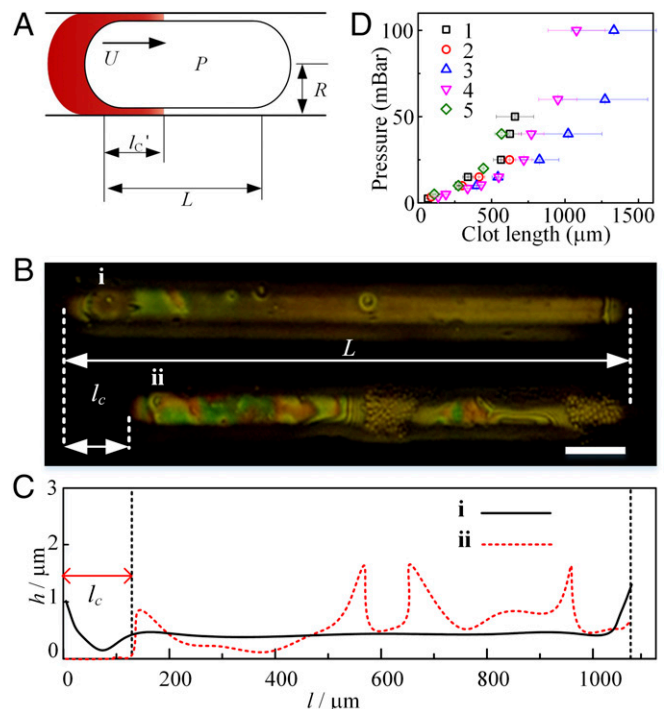 A
U
P
R
l_c'
L
D
1
2
3
4
5
Pressure (mBar)
100
50
0
0
500
1000
1500
Clot length (μm)
B
i
L
l_c
ii
C
3
2
1
0
h / μm
i
ii
l_c
0
200
400
600
800
1000
l / μm